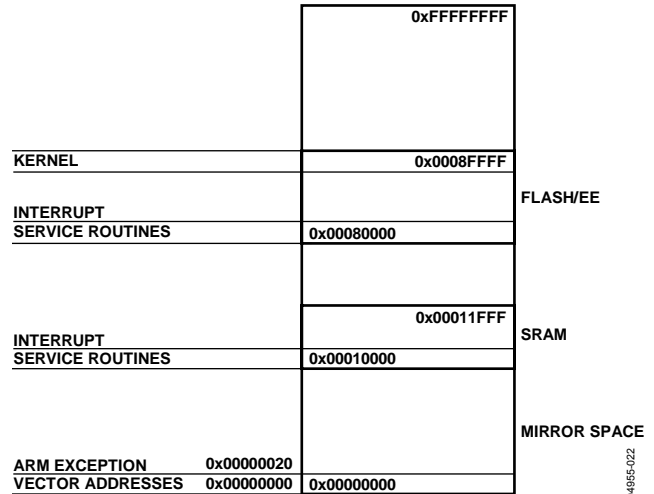 0xFFFFFFFF
KERNEL 0x0008FFFF
FLASH/EE
INTERRUPT
SERVICE ROUTINES 0x00080000
0x00011FFF
SRAM
INTERRUPT
SERVICE ROUTINES 0x00010000
MIRROR SPACE
ARM EXCEPTION 0x00000020
VECTOR ADDRESSES 0x00000000 0x00000000
4955-022